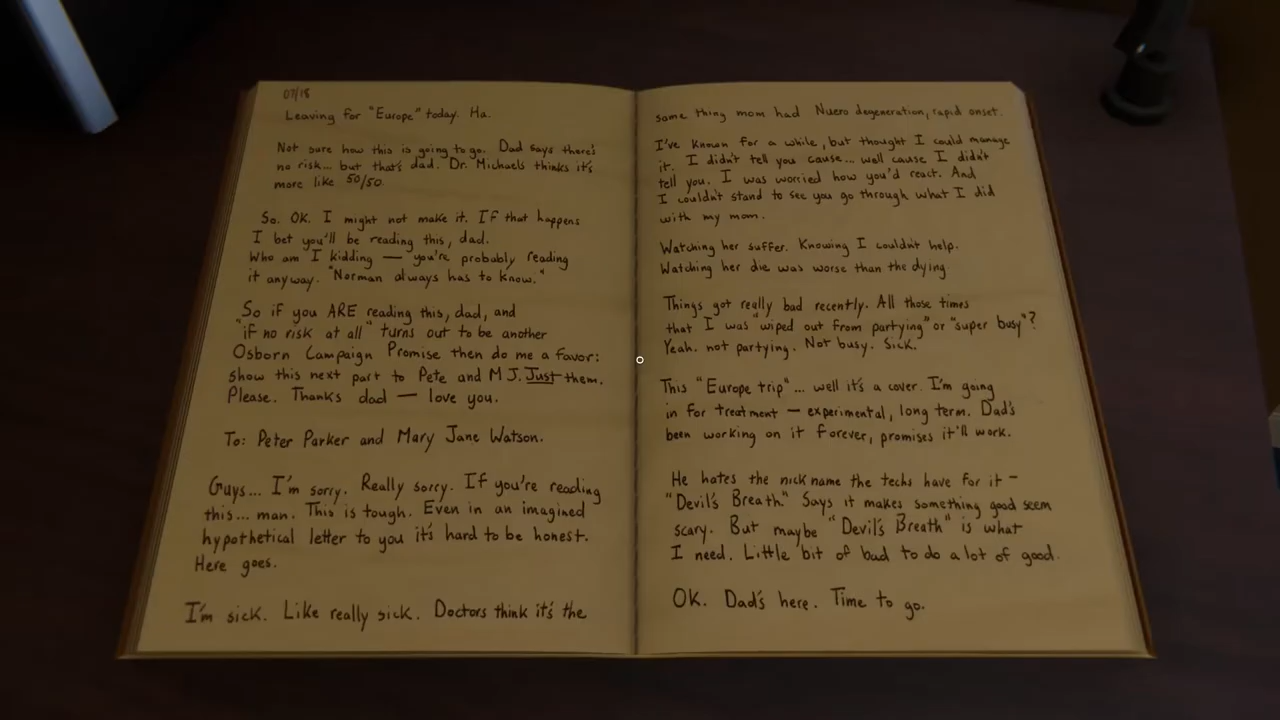 07/18
Leaving for "Europe" today. Ha.
Not sure how this is going to go. Dad says there's
no risk... but that's dad. Dr. Michaels thinks it's
more like 50/50.
So. OK. I might not make it. If that happens
I bet you'll be reading this, dad.
Who am I kidding — you're probably reading
it anyway. "Norman always has to know."
So if you ARE reading this, dad, and
"if no risk at all" turns out to be another
Osborn Campaign Promise then do me a favor:
show this next part to Pete and MJ. Just them.
Please. Thanks dad — love you.
To: Peter Parker and Mary Jane Watson.
Guys... I'm sorry. Really sorry. If you're reading
this... man. This is tough. Even in an imagined
hypothetical letter to you it's hard to be honest.
Here goes.
I'm sick. Like really sick. Doctors think it's the
same thing mom had Nuero degeneration, rapid onset.
I've known for a while, but thought I could manage
it. I didn't tell you cause... well cause I didn't
tell you. I was worried how you'd react. And
I couldn't stand to see you go through what I did
with my mom.
Watching her suffer. Knowing I couldn't help.
Watching her die was worse than the dying
Things got really bad recently. All those times
that I was "wiped out from partying" or "super busy"?
Yeah. not partying. Not busy. Sick.
This "Europe trip"... well it's a cover. I'm going
in for treatment — experimental, long term. Dad's
been working on it forever, promises it'll work.
He hates the nickname the techs have for it -
"Devil's Breath." Says it makes something good seem
scary. But maybe "Devil's Breath" is what
I need. Little bit of bad to do a lot of good.
OK. Dad's here. Time to go.